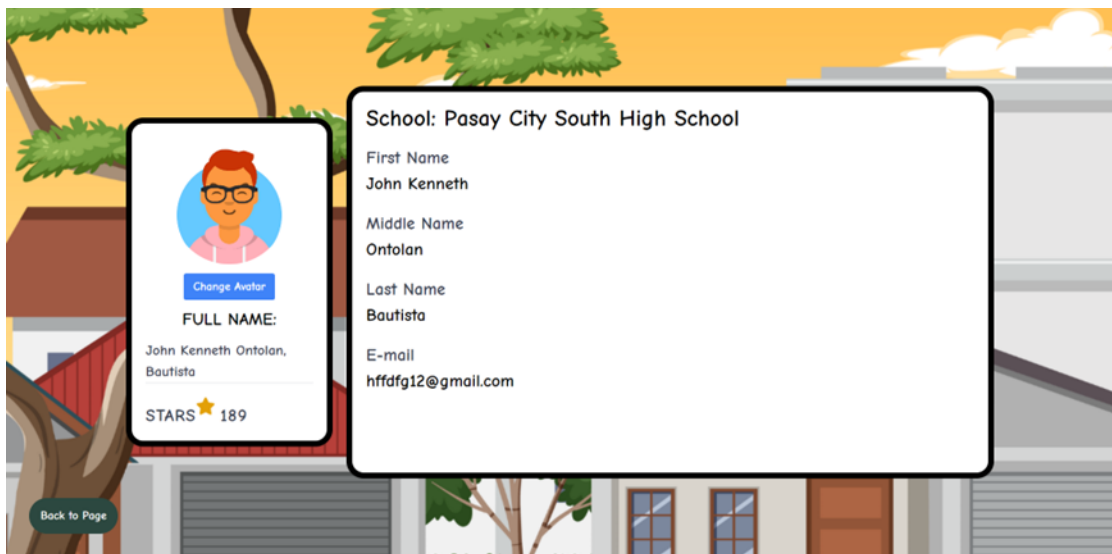 Change Avatar
FULL NAME:
John Kenneth Ontolan,
Bautista
STARS 189
School: Pasay City South High School
First Name
John Kenneth
Middle Name
Ontolan
Last Name
Bautista
E-mail
hffdfg12@gmail.com
Back to Page